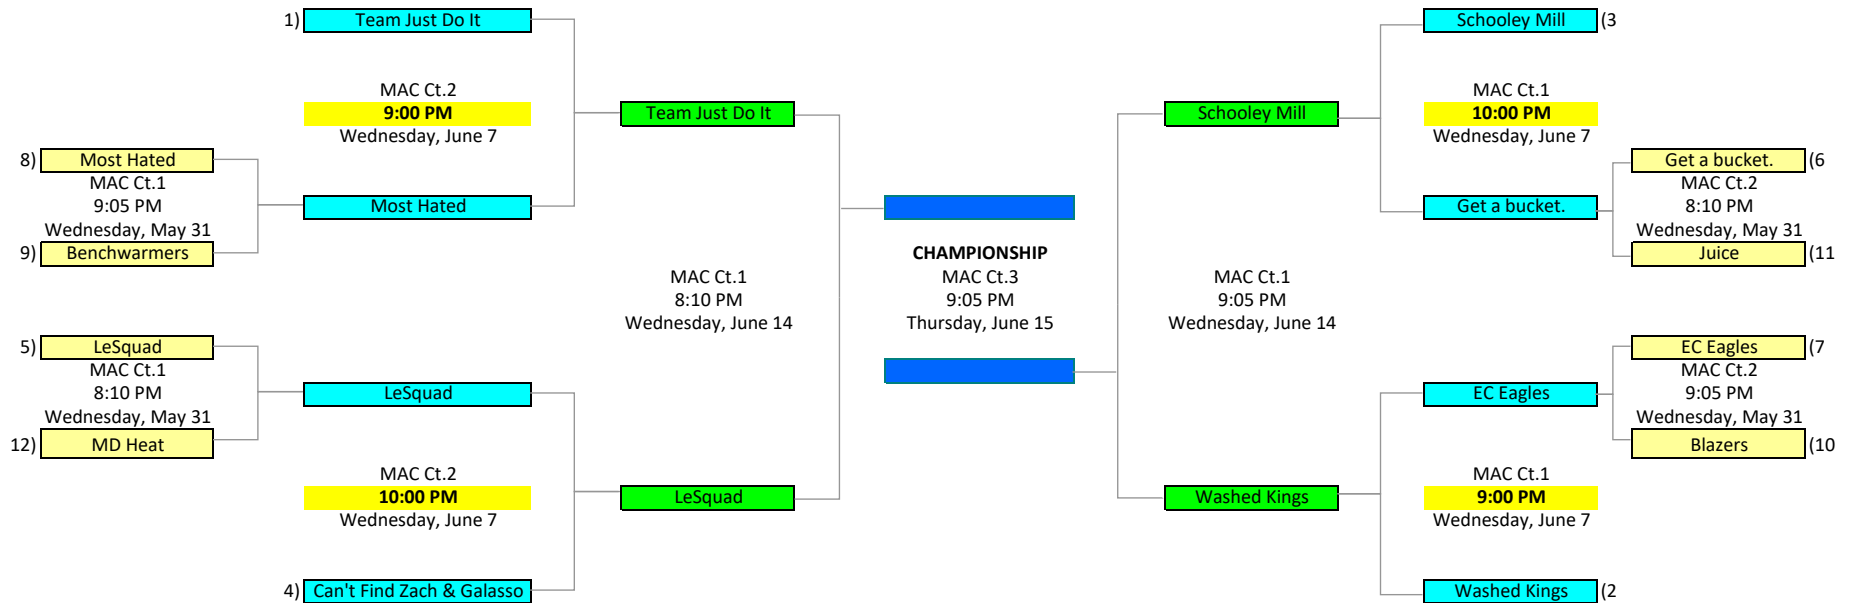 1) Team Just Do It
Schooley Mill (3
MAC Ct.2
9:00 PM
Wednesday, June 7
Team Just Do It
Schooley Mill
MAC Ct.1
10:00 PM
Wednesday, June 7
8) Most Hated
MAC Ct.1
9:05 PM
Wednesday, May 31
9) Benchwarmers
Most Hated
Get a bucket.
Get a bucket. (6
MAC Ct.2
8:10 PM
Wednesday, May 31
Juice (11
MAC Ct.1
8:10 PM
Wednesday, June 14
CHAMPIONSHIP
MAC Ct.3
9:05 PM
Thursday, June 15
MAC Ct.1
9:05 PM
Wednesday, June 14
5) LeSquad
MAC Ct.1
8:10 PM
Wednesday, May 31
12) MD Heat
LeSquad
EC Eagles
EC Eagles (7
MAC Ct.2
9:05 PM
Wednesday, May 31
Blazers (10
MAC Ct.2
10:00 PM
Wednesday, June 7
LeSquad
Washed Kings
MAC Ct.1
9:00 PM
Wednesday, June 7
4) Can't Find Zach & Galasso
Washed Kings (2